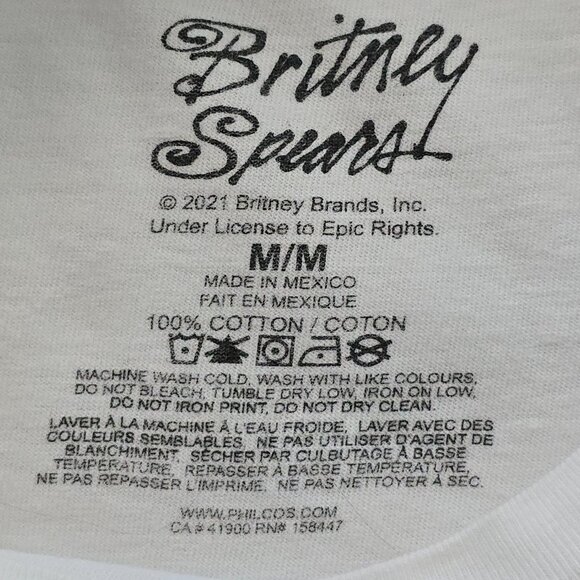 Britney
Spears
© 2021 Britney Brands, Inc.
Under License to Epic Rights.
M/M
MADE IN MEXICO
FAIT EN MEXIQUE
100% COTTON / COTON
MACHINE WASH COLD, WASH WITH LIKE COLOURS,
DO NOT BLEACH, TUMBLE DRY LOW, IRON ON LOW,
DO NOT IRON PRINT, DO NOT DRY CLEAN.
LAVER À LA MACHINE À L'EAU FROIDE, LAVER AVEC DES
COULEURS SEMBLABLES. NE PAS UTILISER D'AGENT DE
BLANCHIMENT. SÉCHER PAR CULBUTAGE À BASSE
TEMPÉRATURE, REPASSER À BASSE TEMPÉRATURE,
NE PAS REPASSER L'IMPRIME. NE PAS NETTOYER À SEC.
WWW.PHILCOS.COM
CA# 41900 RN# 158447